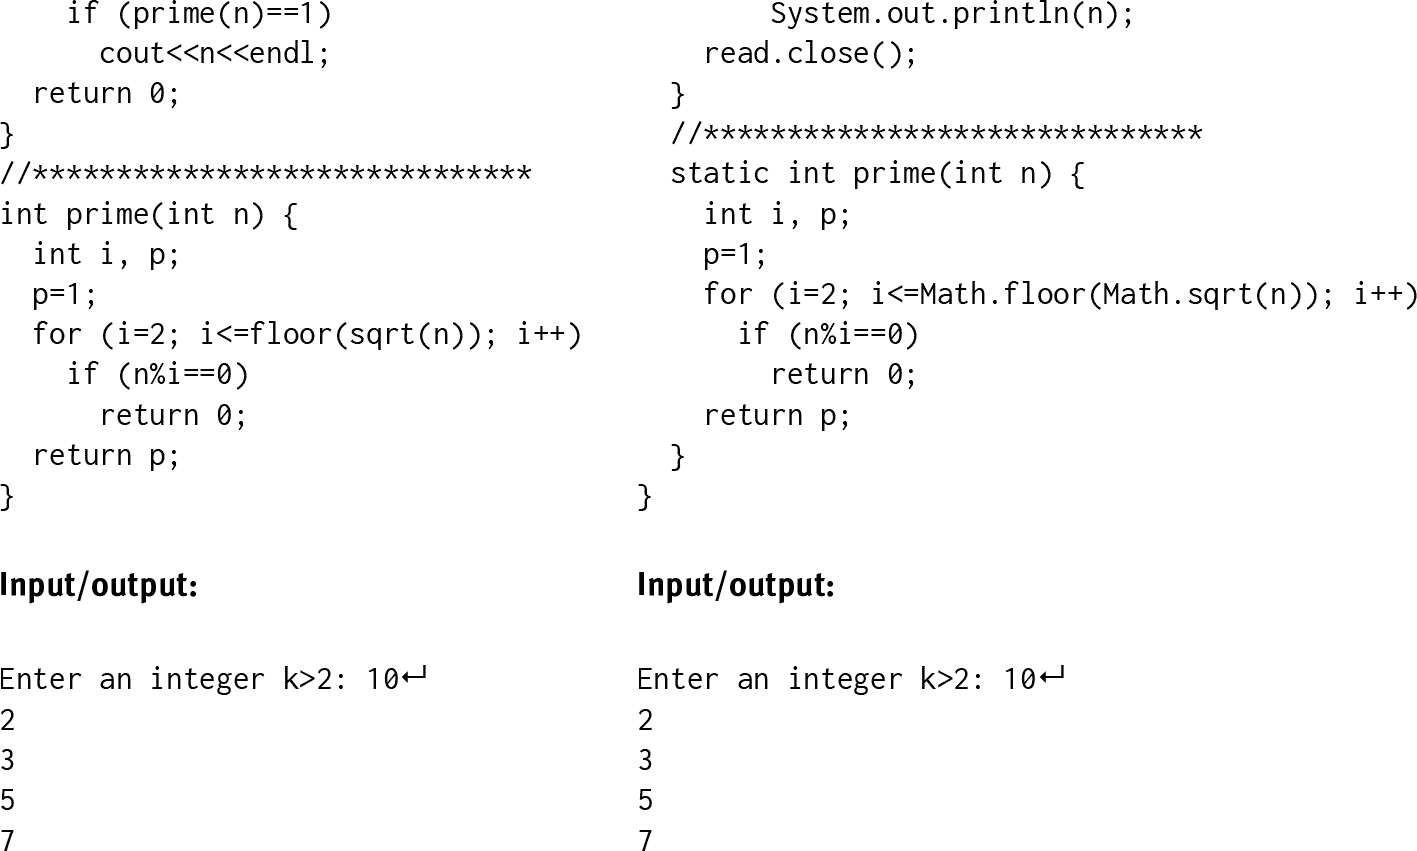 if (prime(n)==1)
      cout<<n<<endl;
  return 0;
}
//******************************
int prime(int n) {
  int i, p;
  p=1;
  for (i=2; i<=floor(sqrt(n)); i++)
    if (n%i==0)
      return 0;
  return p;
}
Input/output:
Enter an integer k>2: 10↵
2
3
5
7
        System.out.println(n);
    read.close();
  }
  //******************************
  static int prime(int n) {
    int i, p;
    p=1;
    for (i=2; i<=Math.floor(Math.sqrt(n)); i++)
      if (n%i==0)
        return 0;
    return p;
  }
}
Input/output:
Enter an integer k>2: 10↵
2
3
5
7